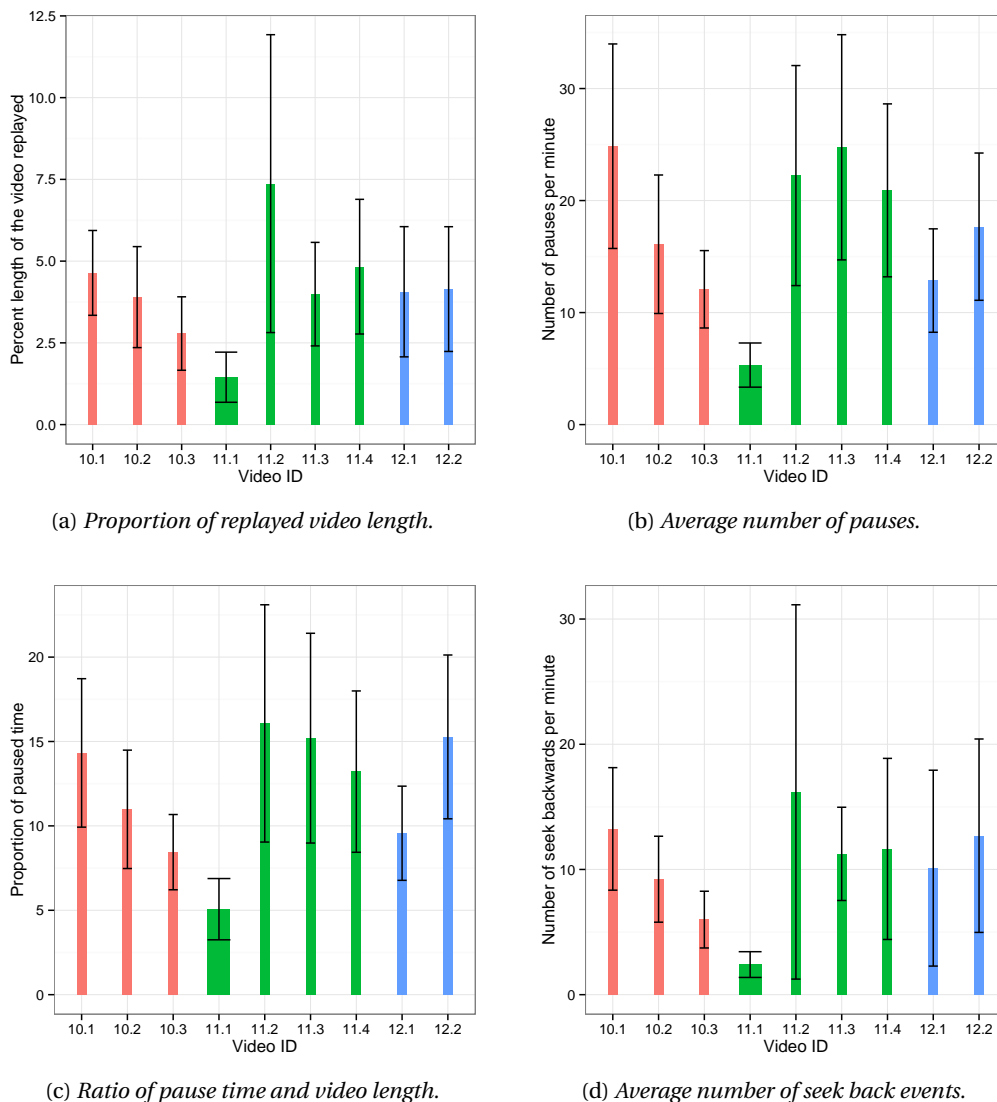 Percent length of the video replayed
12.5
10.0
7.5
5.0
2.5
0.0
10.1 10.2 10.3 11.1 11.2 11.3 11.4 12.1 12.2
Video ID
(a) Proportion of replayed video length.
Number of pauses per minute
30
20
10
0
10.1 10.2 10.3 11.1 11.2 11.3 11.4 12.1 12.2
Video ID
(b) Average number of pauses.
Proportion of paused time
20
15
10
5
0
10.1 10.2 10.3 11.1 11.2 11.3 11.4 12.1 12.2
Video ID
(c) Ratio of pause time and video length.
Number of seek backwards per minute
30
20
10
0
10.1 10.2 10.3 11.1 11.2 11.3 11.4 12.1 12.2
Video ID
(d) Average number of seek back events.